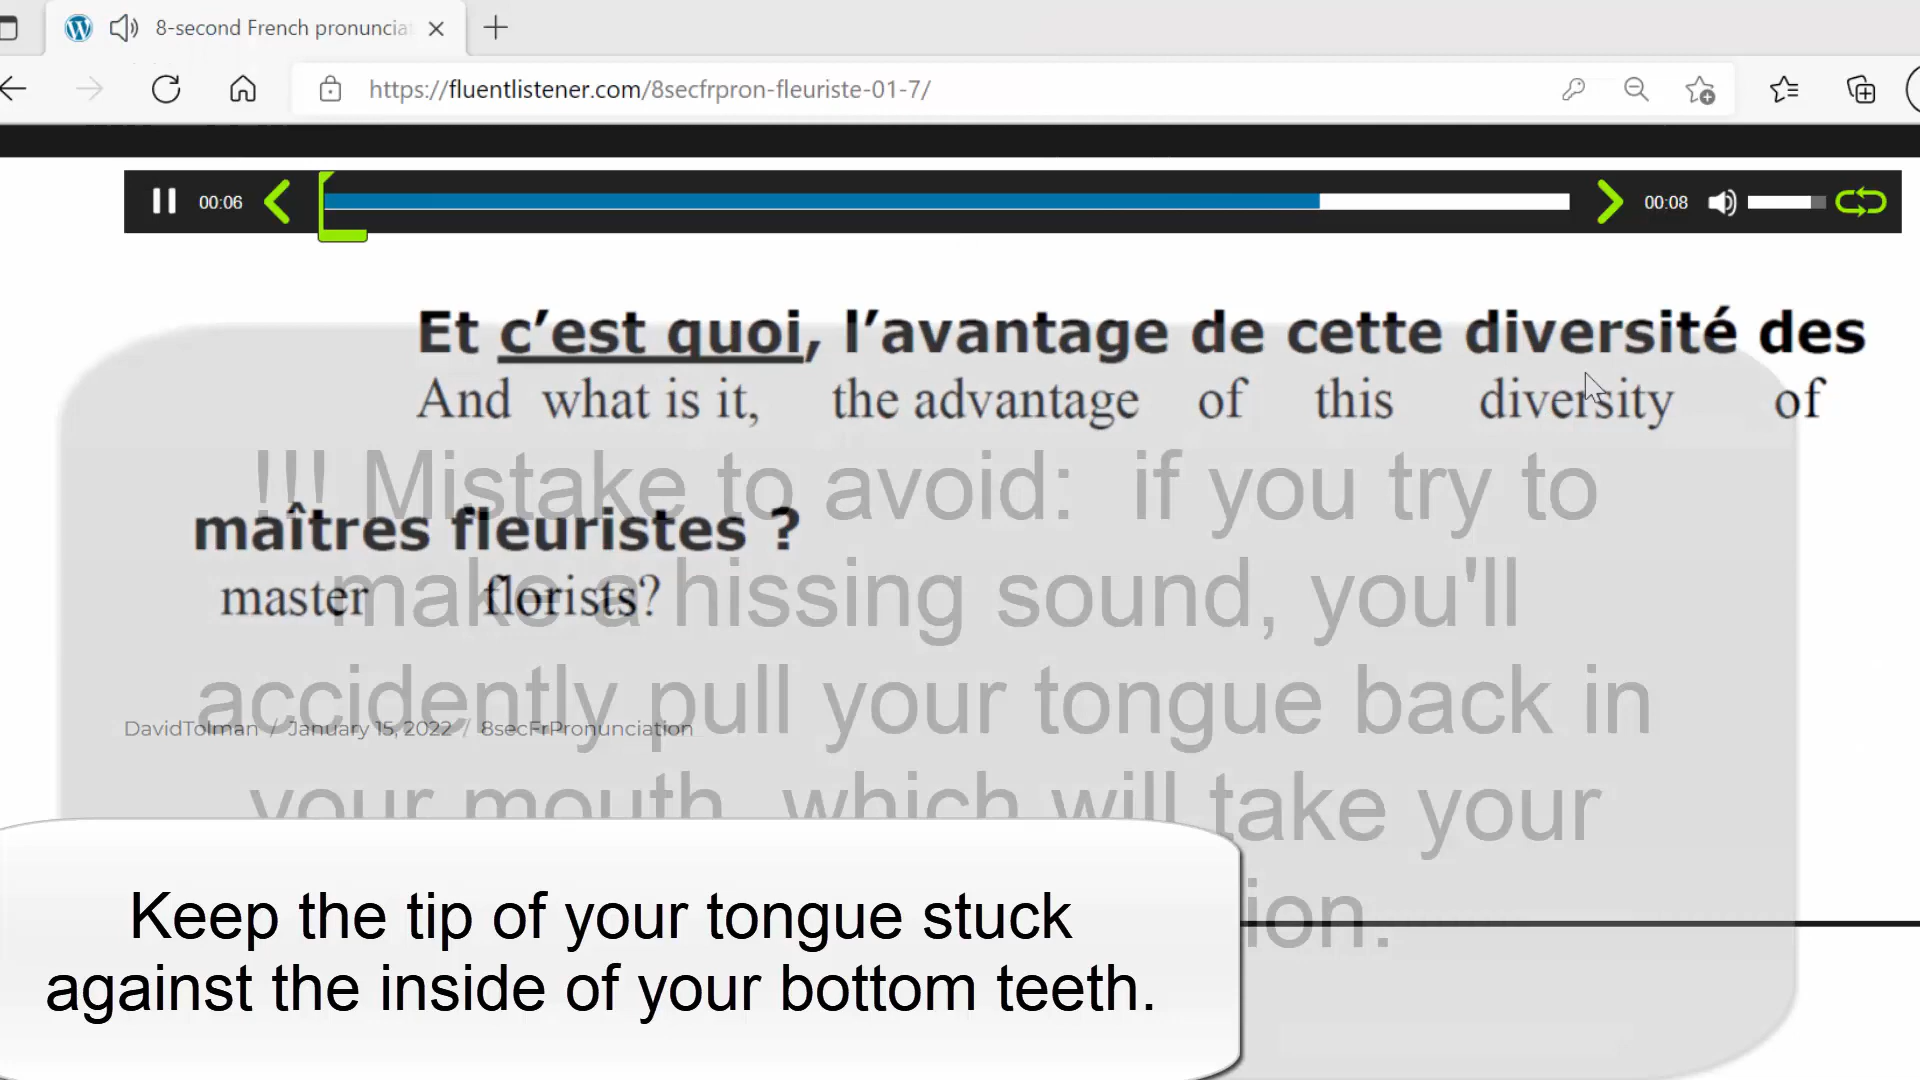 8-second French pronuncia
https://fluentlistener.com/8secfrpron-fleuriste-01-7/
00:06
00:08
Et c’est quoi, l’avantage de cette diversité des
And what is it, the advantage of this diversity of
!!! Mistake to avoid: if you try to
maîtres fleuristes ?
master florists?
make a hissing sound, you'll
accidently pull your tongue back in
DavidTolman / January 15, 2022 / 8secFrPronunciation
your mouth, which will take your
ion.
Keep the tip of your tongue stuck
against the inside of your bottom teeth.